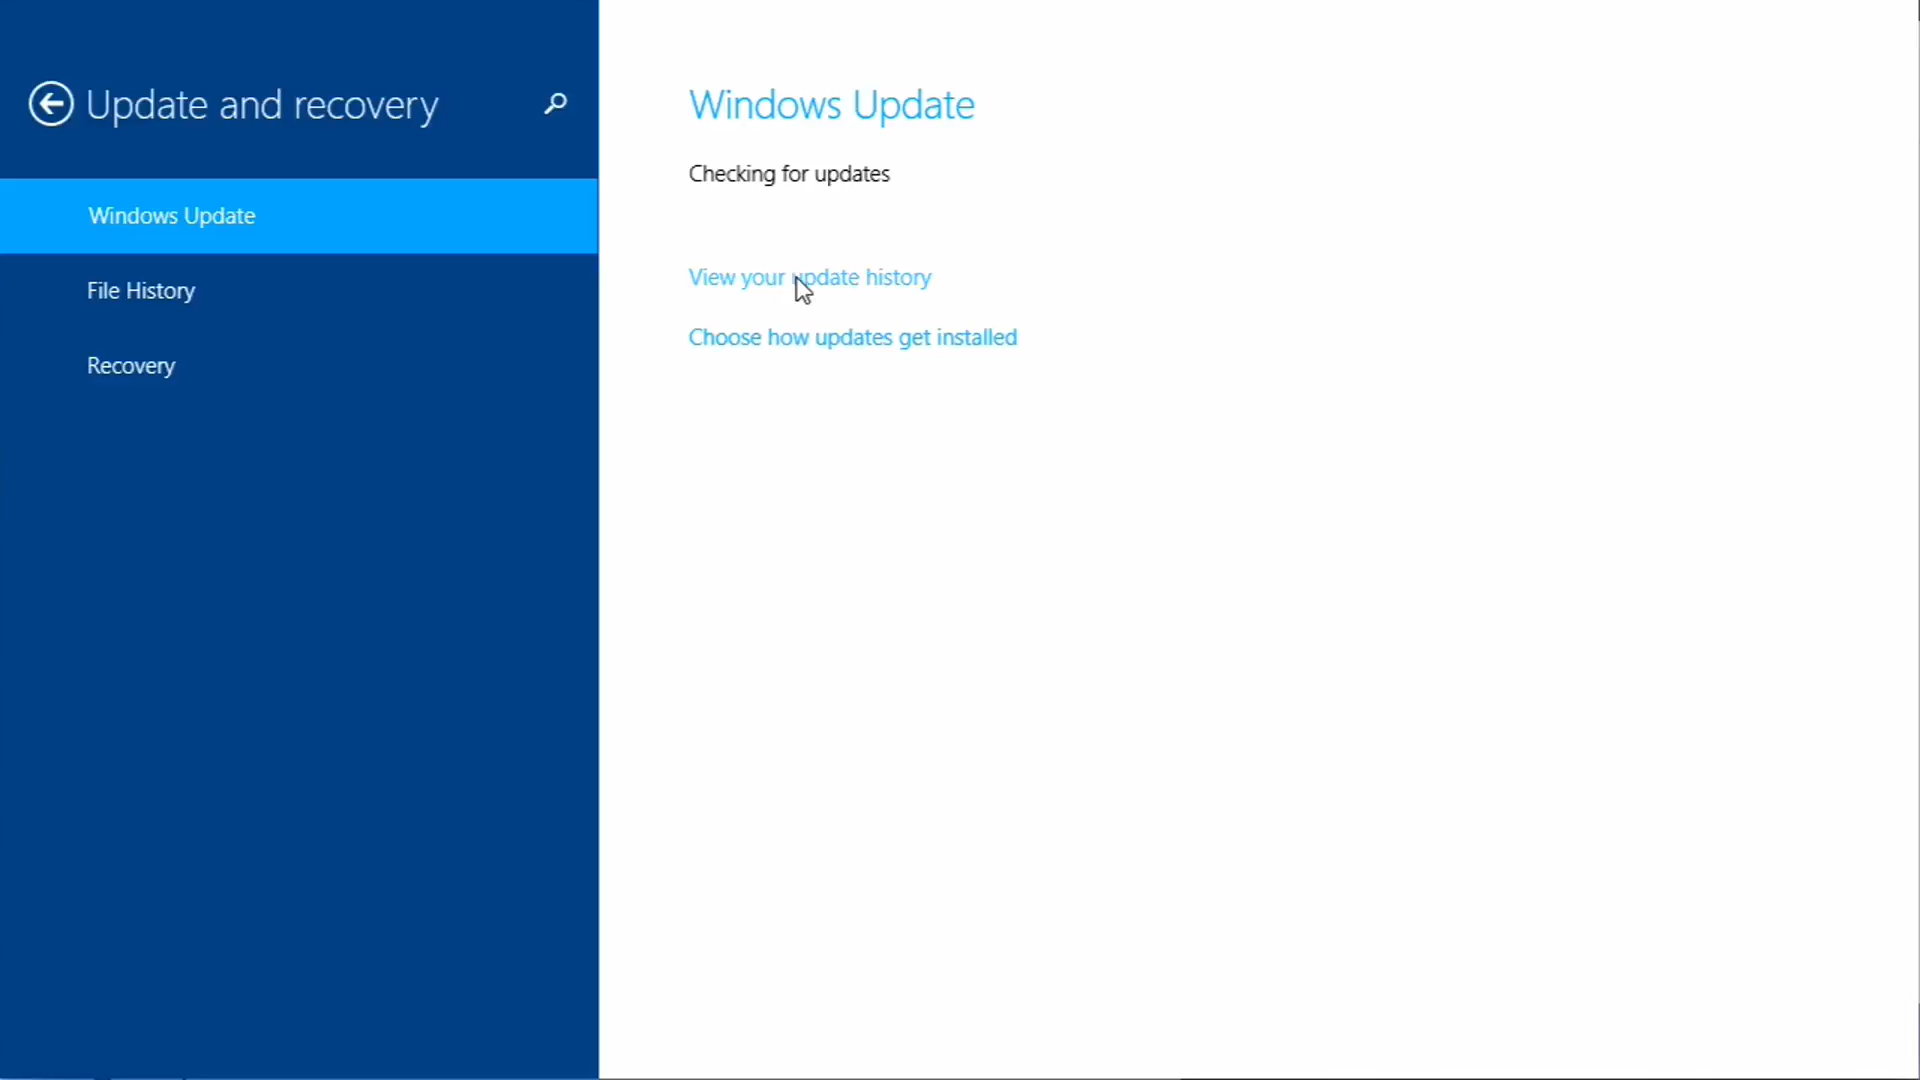 Update and recovery
Windows Update
File History
Recovery
Windows Update
Checking for updates
View your update history
Choose how updates get installed